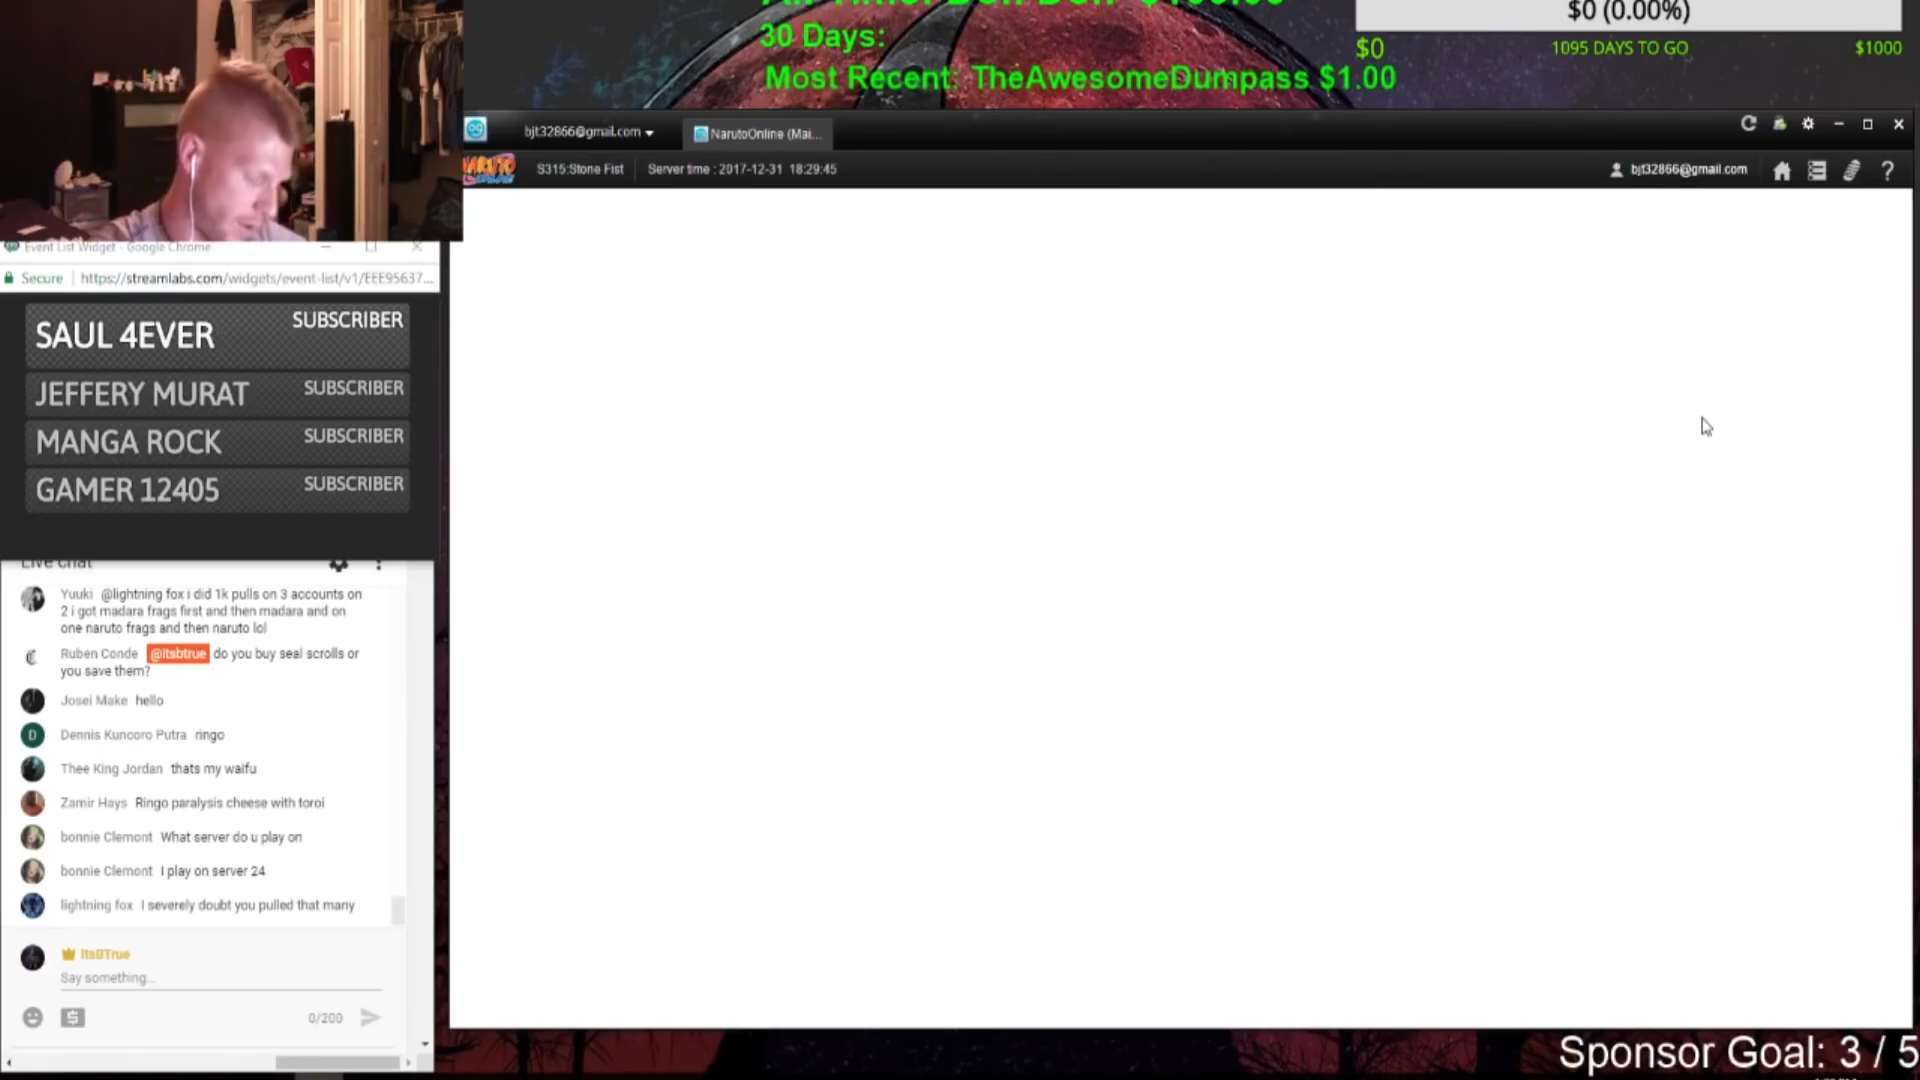 $0 (0.00%)
30 Days:
$0
1095 DAYS TO GO
$1000
Most Recent: TheAwesomeDumpass $1.00
bjt32866@gmail.com
NarutoOnline (Mai...
S315:Stone Fist
Server time : 2017-12-31 18:29:45
bjt32866@gmail.com
Event List Widget - Google Chrome
Secure
https://streamlabs.com/widgets/event-list/v1/EEE95637...
SAUL 4EVER SUBSCRIBER
JEFFERY MURAT SUBSCRIBER
MANGA ROCK SUBSCRIBER
GAMER 12405 SUBSCRIBER
Live chat
Yuuki @lightning fox i did 1k pulls on 3 accounts on
2 i got madara frags first and then madara and on
one naruto frags and then naruto lol
Ruben Conde @itsbtrue do you buy seal scrolls or
you save them?
Josei Make hello
Dennis Kuncoro Putra ringo
Thee King Jordan thats my waifu
Zamir Hays Ringo paralysis cheese with toroi
bonnie Clemont What server do u play on
bonnie Clemont I play on server 24
lightning fox I severely doubt you pulled that many
ItsBTrue
Say something...
0/200
Sponsor Goal: 3 / 5